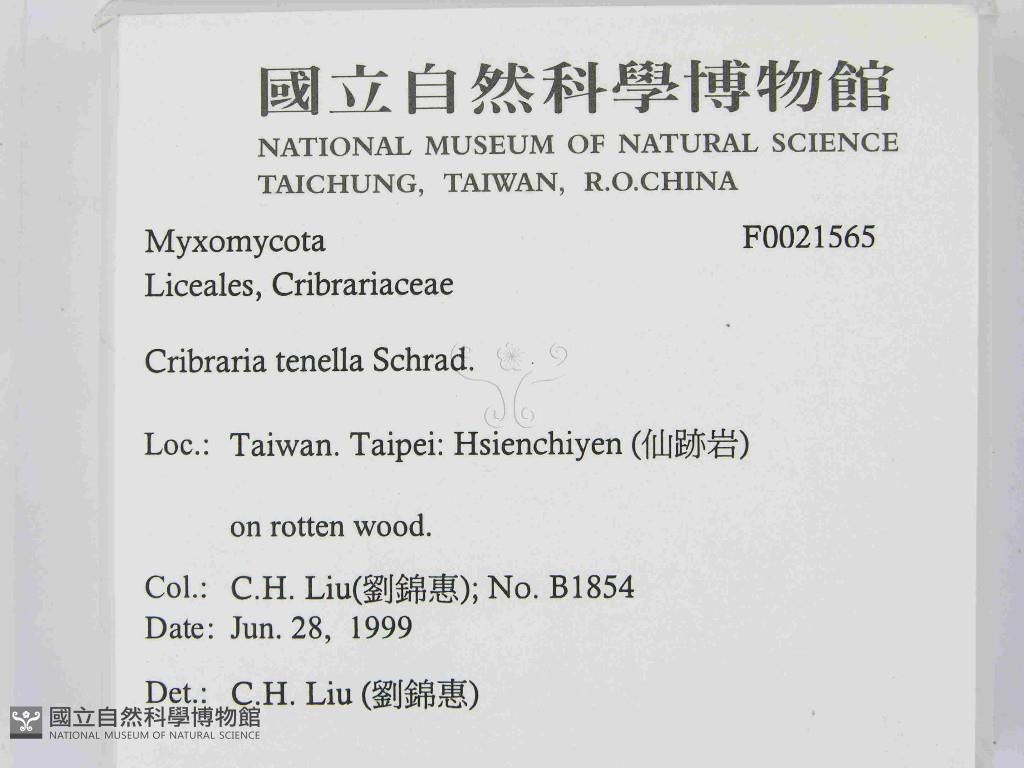 國立自然科學博物館
NATIONAL MUSEUM OF NATURAL SCIENCE
TAICHUNG, TAIWAN, R.O.CHINA
Myxomycota F0021565
Liceales, Cribrariaceae
Cribraria tenella Schrad.
Loc.: Taiwan. Taipei: Hsienchiyen (仙跡岩)
on rotten wood.
Col.: C.H. Liu(劉錦惠); No. B1854
Date: Jun. 28, 1999
Det.: C.H. Liu (劉錦惠)
國立自然科學博物館
NATIONAL MUSEUM OF NATURAL SCIENCE